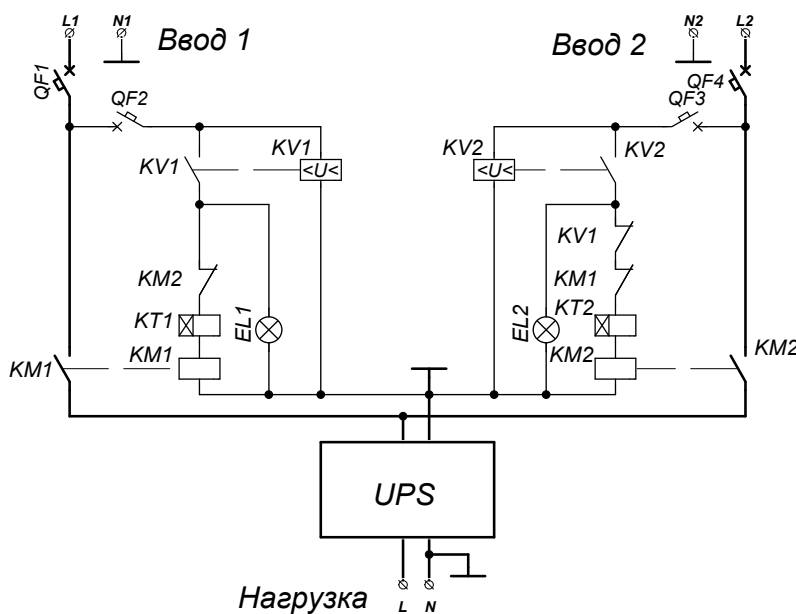 L1 N1 Ввод 1 Ввод 2 N2 L2
QF1 QF2 QF3 QF4
KV1 KV1 KV2 KV2
<U< <U<
KV1
KM2 KM1
KT1 EL1 EL2 KT2
KM1 KM1 KM2 KM2
UPS
Нагрузка L N